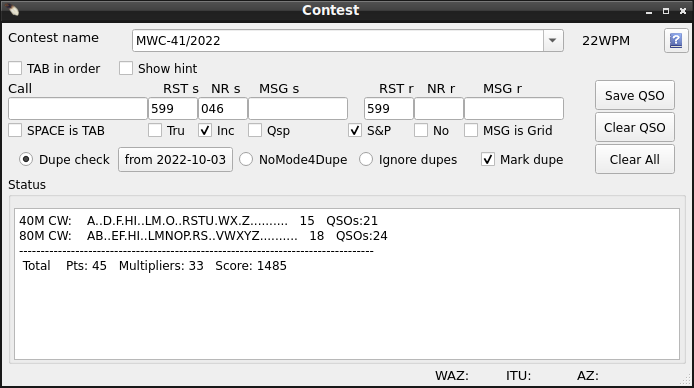 Contest
Contest name MWC-41/2022 22WPM ?
TAB in order Show hint
Call RST s NR s MSG s RST r NR r MSG r
599 046 599 Save QSO
SPACE is TAB Tru Inc Qsp S&P No MSG is Grid Clear QSO
Dupe check from 2022-10-03 NoMode4Dupe Ignore dupes Mark dupe Clear All
Status
40M CW: A..D.F.HI..LM.O..RSTU.WX.Z.......... 15 QSOs:21
80M CW: AB..EF.HI..LMNOP.RS..VWXYZ.......... 18 QSOs:24
--------------------------------------------------------------------------------
Total Pts: 45 Multipliers: 33 Score: 1485
WAZ: ITU: AZ: